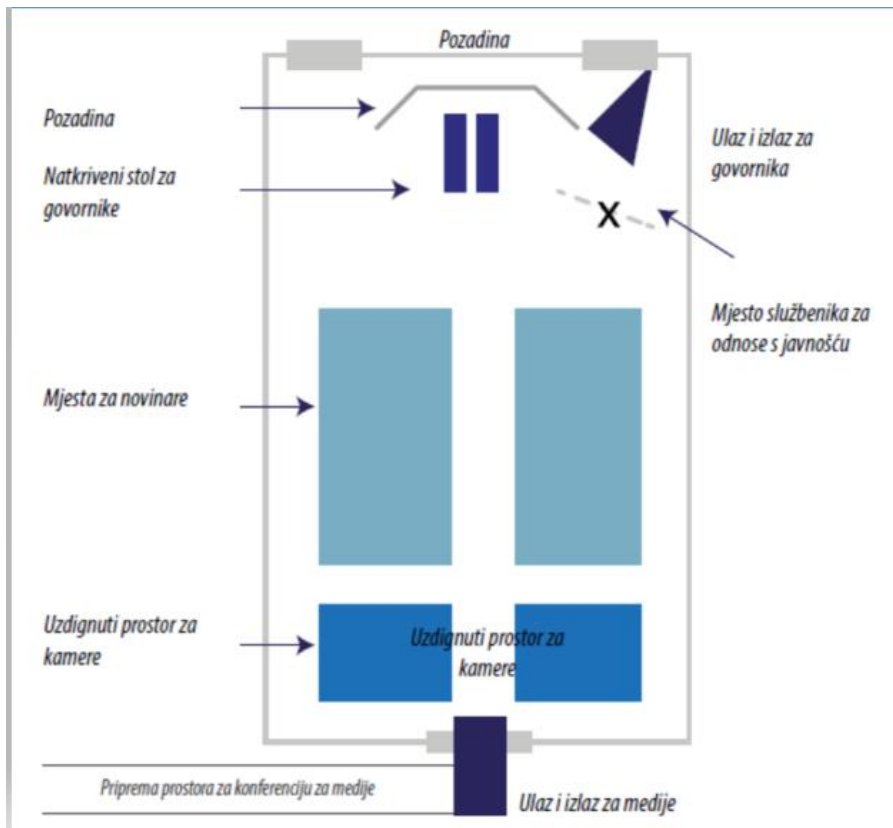 Pozadina
Pozadina
Ulaz i izlaz za
govornika
Natkriveni stol za
govornike
X
Mjesto službenika za
odnose s javnošću
Mjesta za novinare
Uzdignuti prostor za
kamere
Uzdignuti prostor za
kamere
Priprema prostora za konferenciju za medije
Ulaz i izlaz za medije